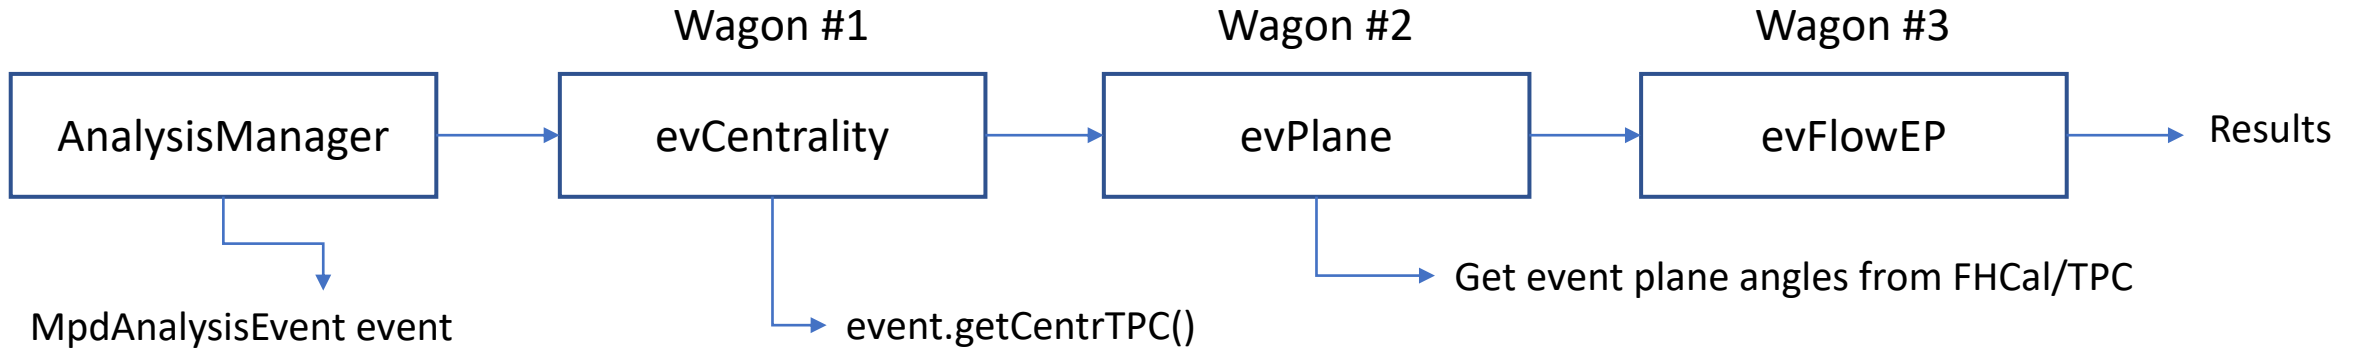 Wagon #1
Wagon #2
Wagon #3
AnalysisManager
evCentrality
evPlane
evFlowEP
Results
Get event plane angles from FHCal/TPC
MpdAnalysisEvent event
event.getCentrTPC()